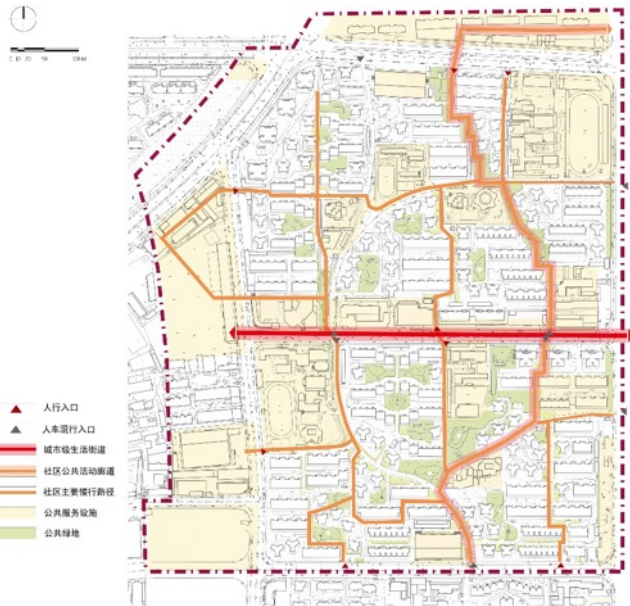 人行入口
人车混行入口
城市级生活街道
社区公共活动廊道
社区主要慢行路径
公共服务设施
公共绿地